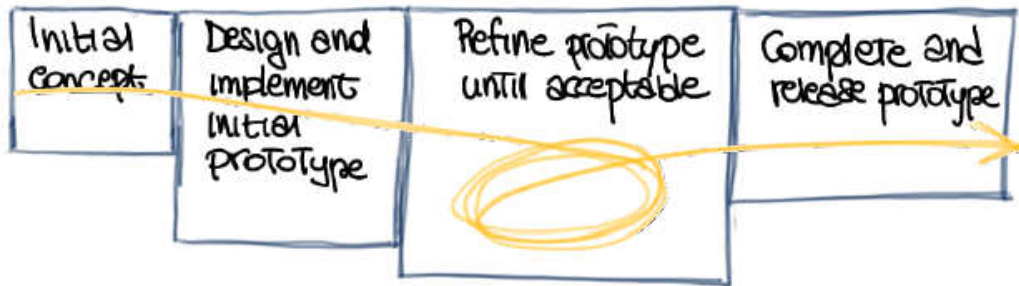 Initial
concept
Design and
implement
initial
prototype
Refine prototype
until acceptable
Complete and
release prototype